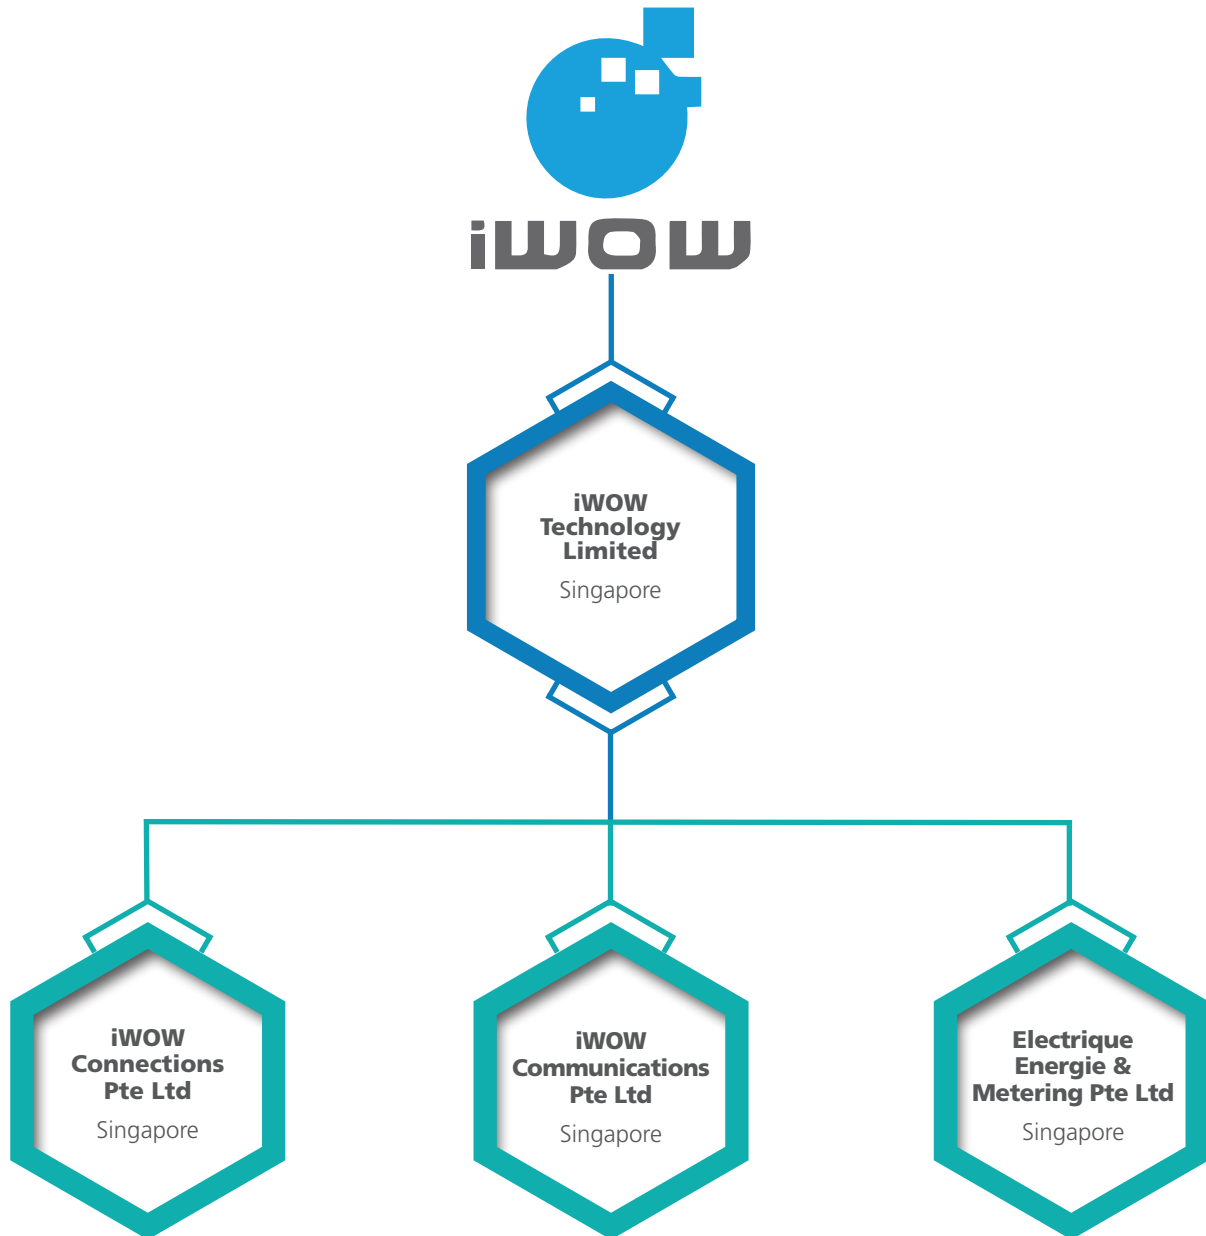 iWOW
iWOW
Technology
Limited
Singapore
iWOW
Connections
Pte Ltd
Singapore
iWOW
Communications
Pte Ltd
Singapore
Electrique
Energie &
Metering Pte Ltd
Singapore